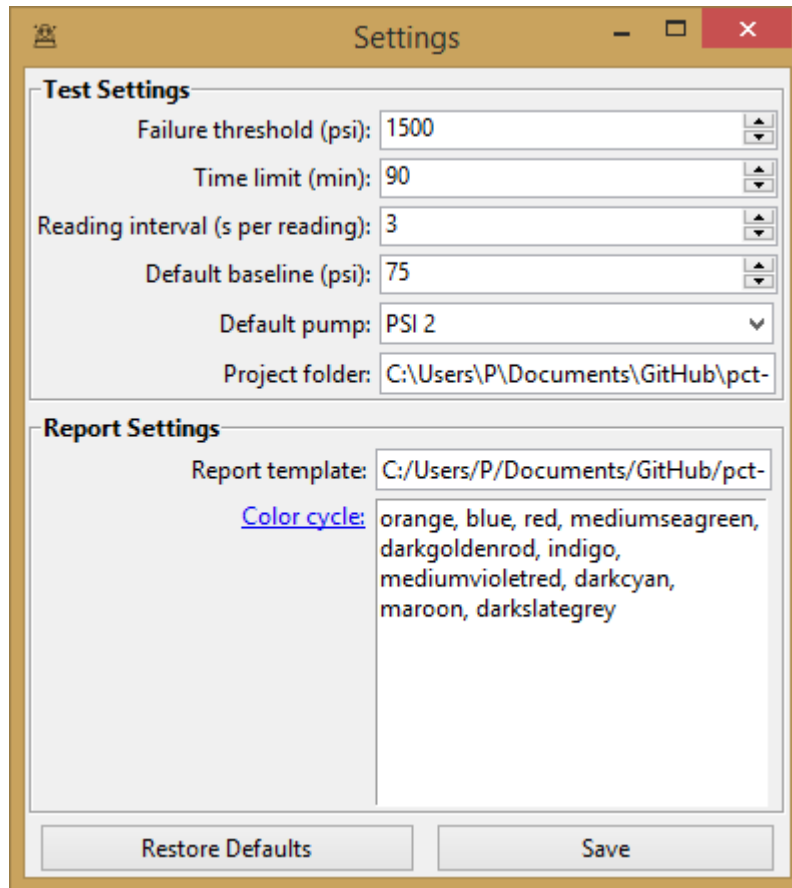 Settings
Test Settings
Failure threshold (psi): 1500
Time limit (min): 90
Reading interval (s per reading): 3
Default baseline (psi): 75
Default pump: PSI 2
Project folder: C:\Users\P\Documents\GitHub\pct-
Report Settings
Report template: C:/Users/P/Documents/GitHub/pct-
Color cycle: orange, blue, red, mediumseagreen,
darkgoldenrod, indigo,
mediumvioletred, darkcyan,
maroon, darkslategrey
Restore Defaults Save